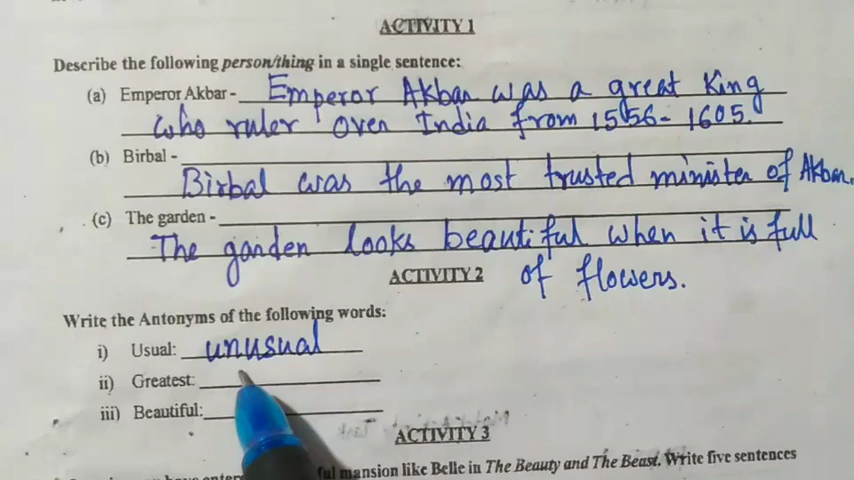 ACTIVITY 1
Describe the following person/thing in a single sentence:
(a) Emperor Akbar - Emperor Akbar was a great King
who ruler over India from 1556- 1605.
(b) Birbal -
Birbal was the most trusted minister of Akbar.
(c) The garden -
The garden looks beautiful when it is full
of flowers.
ACTIVITY 2
Write the Antonyms of the following words:
i) Usual: unusual
ii) Greatest:
iii) Beautiful:
ACTIVITY 3
mansion like Belle in The Beauty and The Beast. Write five sentences